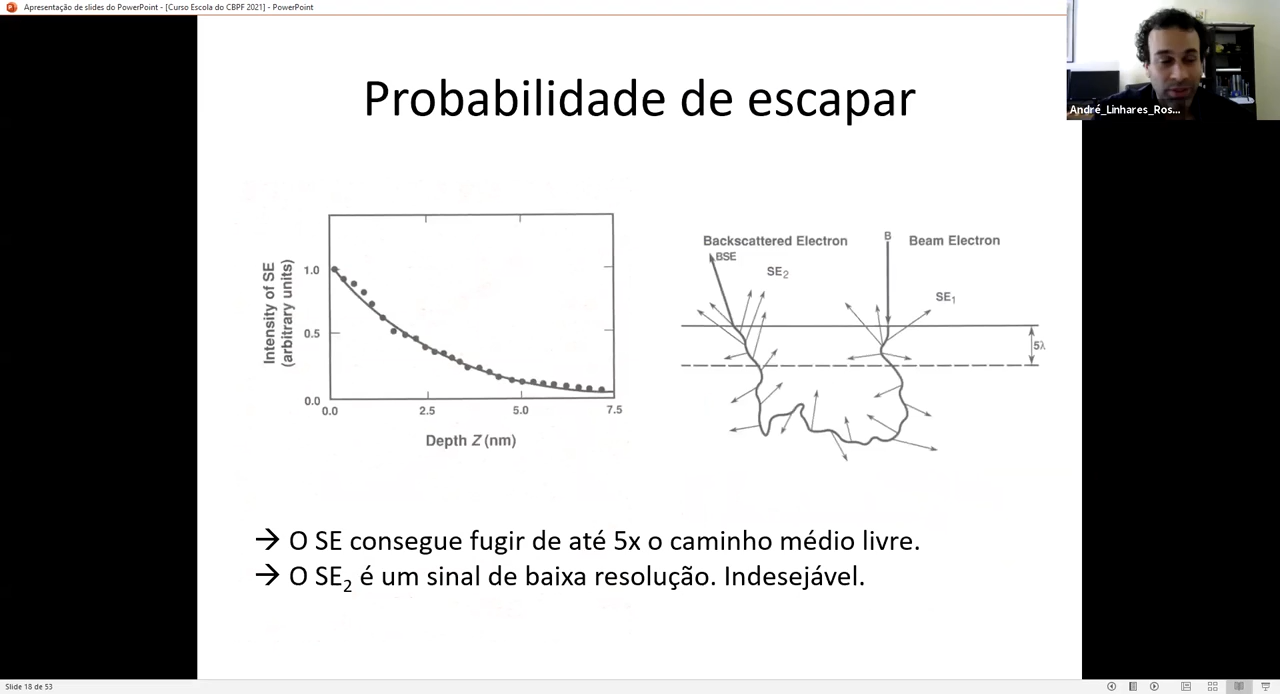 Apresentação de slides do PowerPoint - [Curso Escola do CBPF 2021] - PowerPoint
André_Linhares_Ros...
Probabilidade de escapar
Intensity of SE
(arbitrary units)
1.0
0.5
0.0
0.0
2.5
5.0
7.5
Depth Z (nm)
Backscattered Electron
BSE
SE₂
B
Beam Electron
SE₁
5λ
→ O SE consegue fugir de até 5x o caminho médio livre.
→ O SE₂ é um sinal de baixa resolução. Indesejável.
Slide 18 de 53